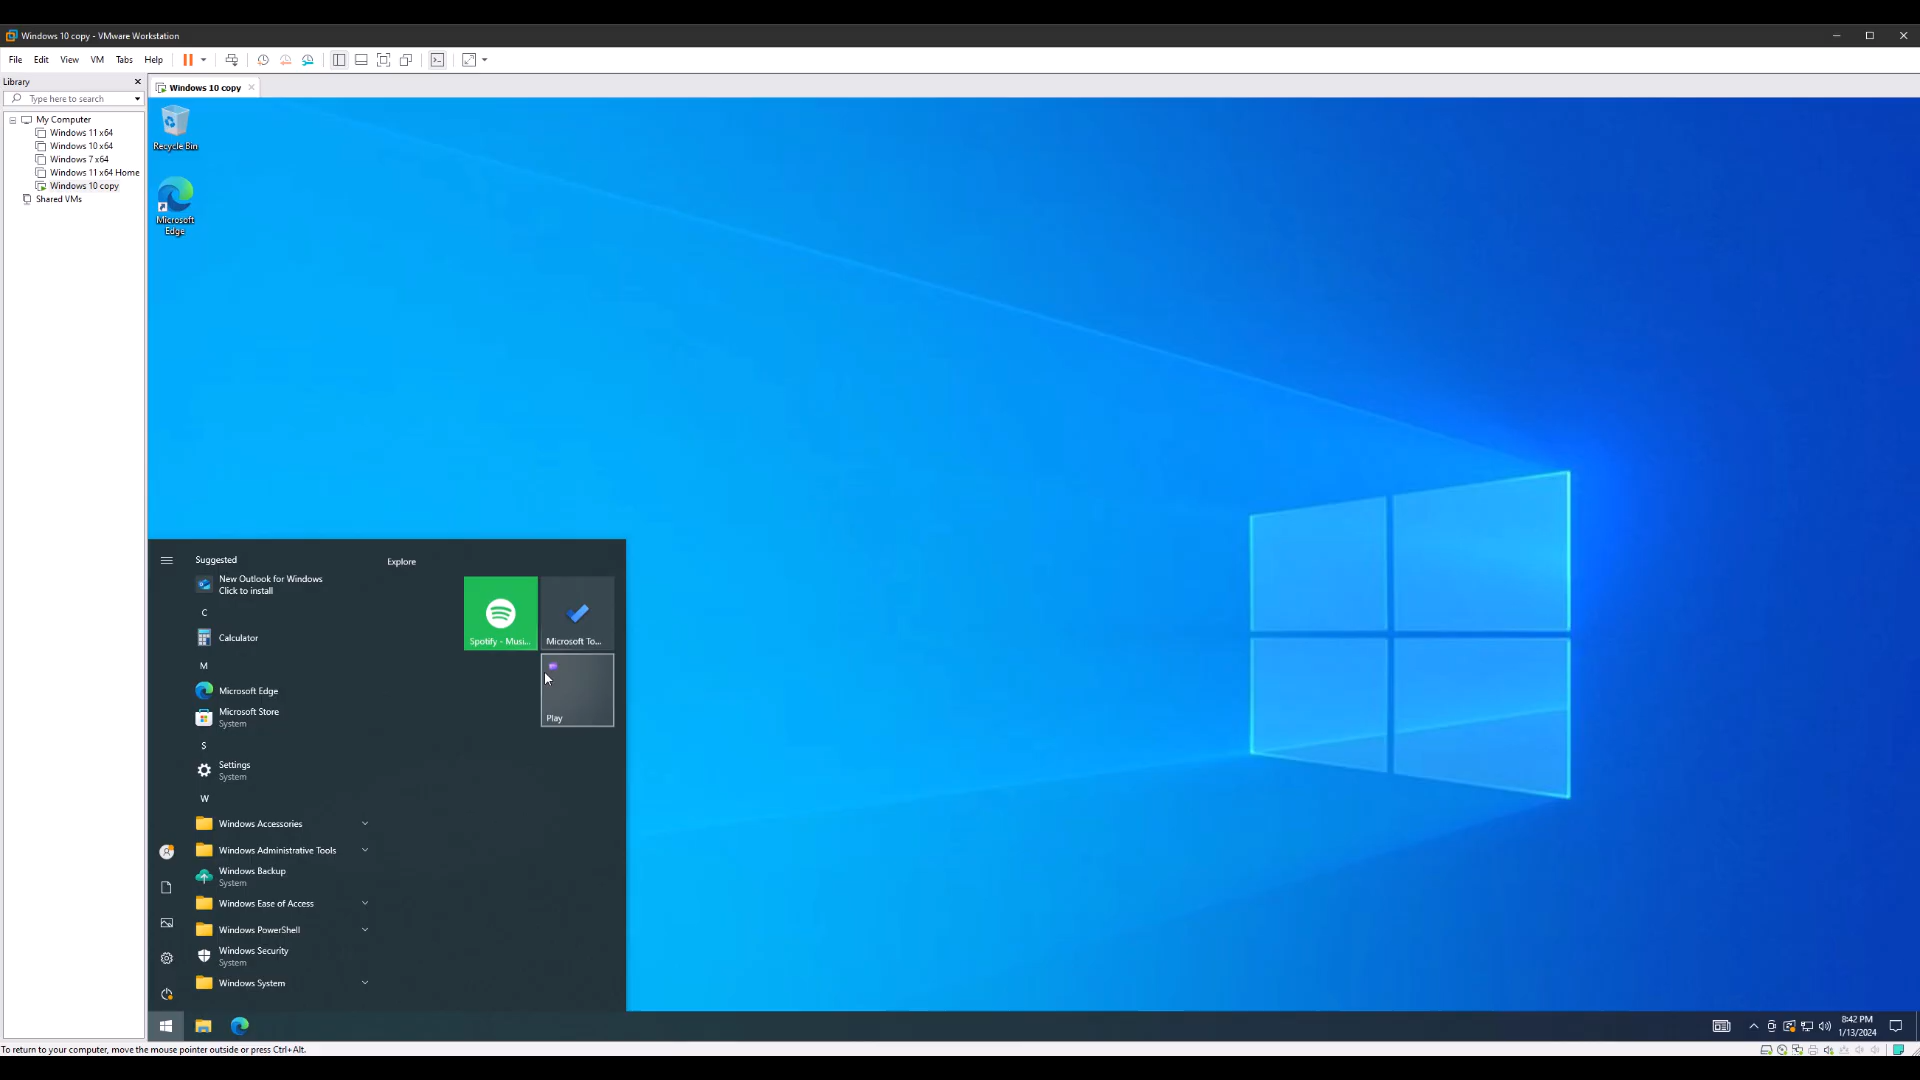 Windows 10 copy - VMware Workstation
File Edit View VM Tabs Help
Library
Type here to search
My Computer
Windows 11 x64
Windows 10 x64
Windows 7 x64
Windows 11 x64 Home
Windows 10 copy
Shared VMs
Windows 10 copy
Recycle Bin
Microsoft
Edge
Suggested
New Outlook for Windows
Click to install
C
Calculator
M
Microsoft Edge
Microsoft Store
System
S
Settings
System
W
Windows Accessories
Windows Administrative Tools
Windows Backup
System
Windows Ease of Access
Windows PowerShell
Windows Security
System
Windows System
Explore
Spotify - Musi...
Microsoft To...
Play
8:42 PM
1/13/2024
To return to your computer, move the mouse pointer outside or press Ctrl+Alt.